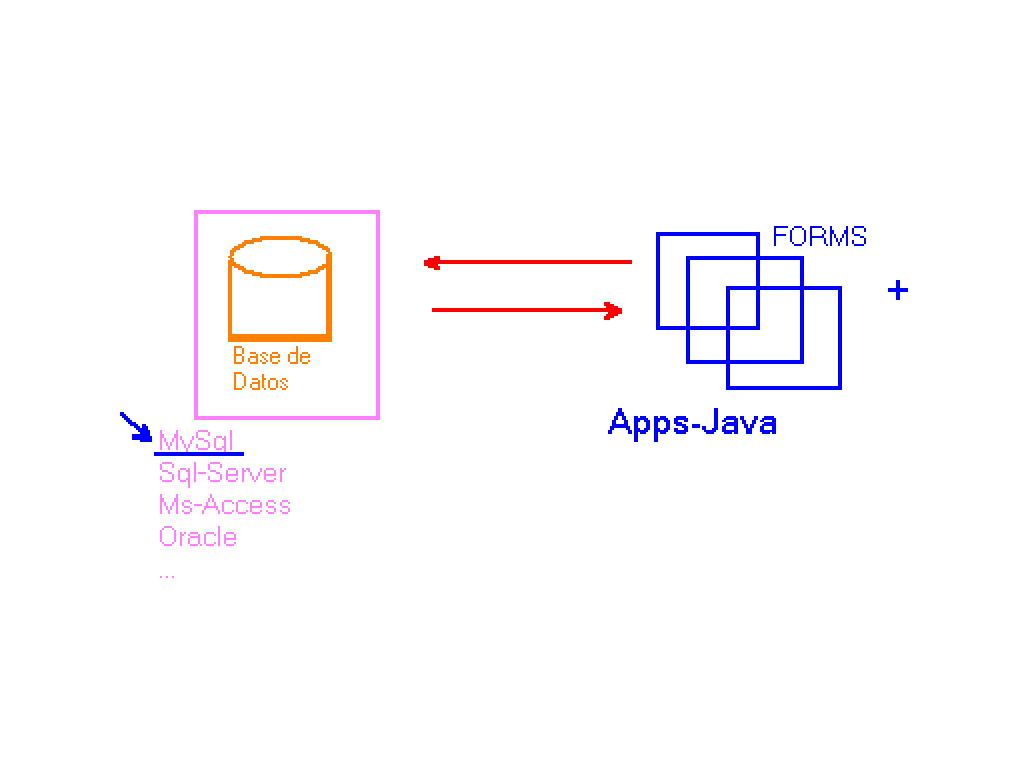 FORMS
+
Base de
Datos
Apps-Java
MySql
Sql-Server
Ms-Access
Oracle
...